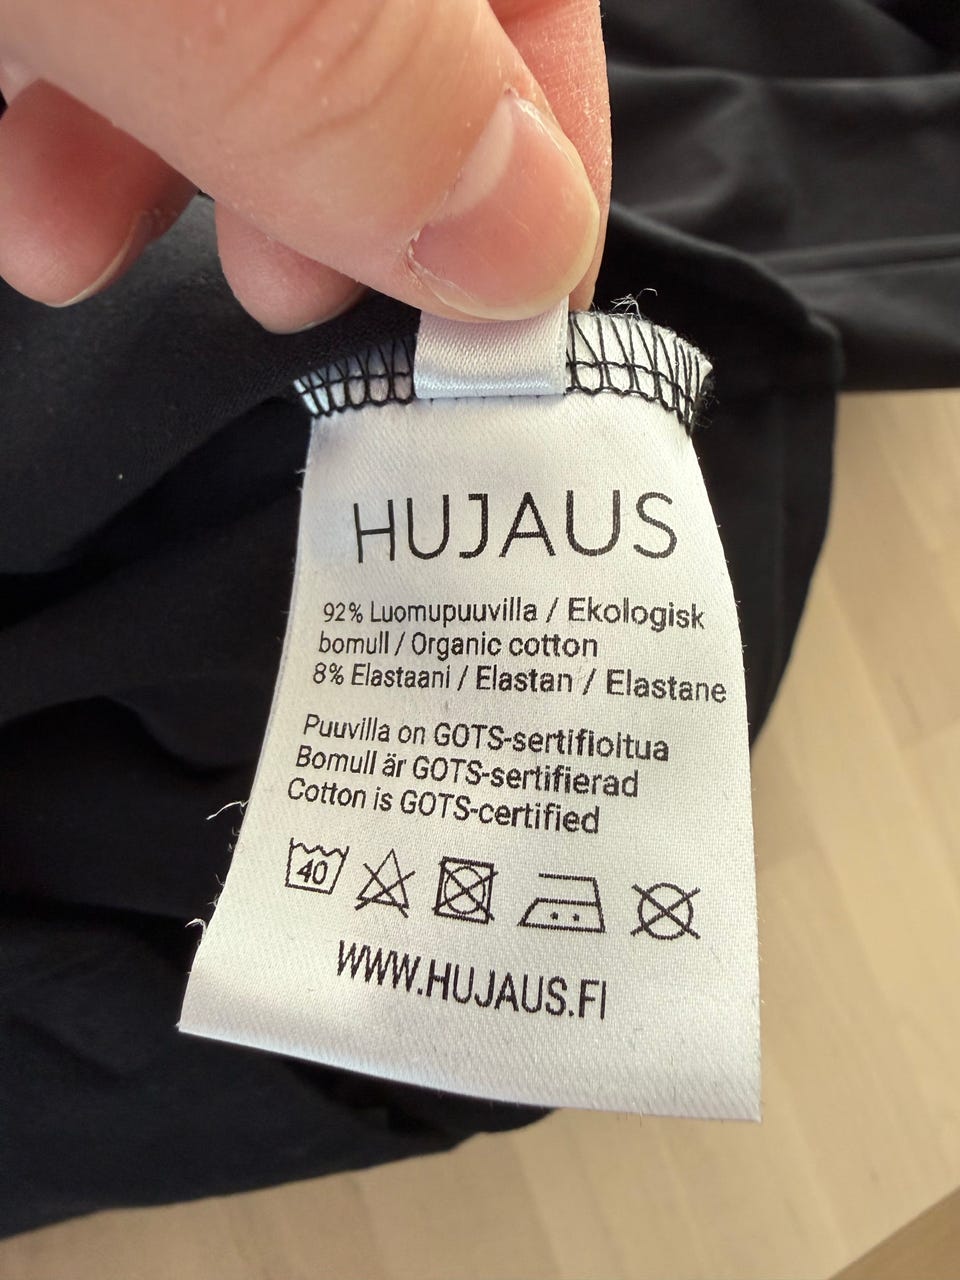 HUJAUS
92% Luomupuuvilla / Ekologisk
bomull / Organic cotton
8% Elastaani / Elastan / Elastane
Puuvilla on GOTS-sertifioitua
Bomull är GOTS-sertifierad
Cotton is GOTS-certified
40
WWW.HUJAUS.FI